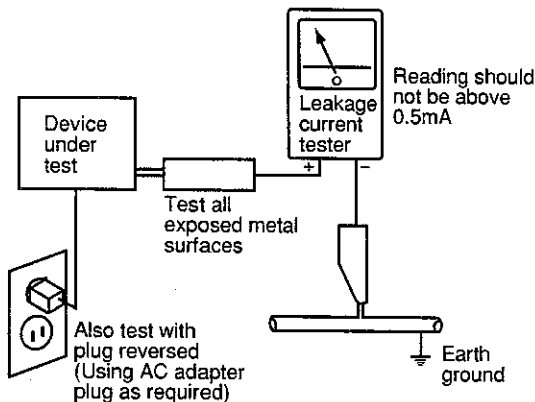 Device
under
test
Leakage
current
tester
+ −
Reading should
not be above
0.5mA
Test all
exposed metal
surfaces
Also test with
plug reversed
(Using AC adapter
plug as required)
Earth
ground